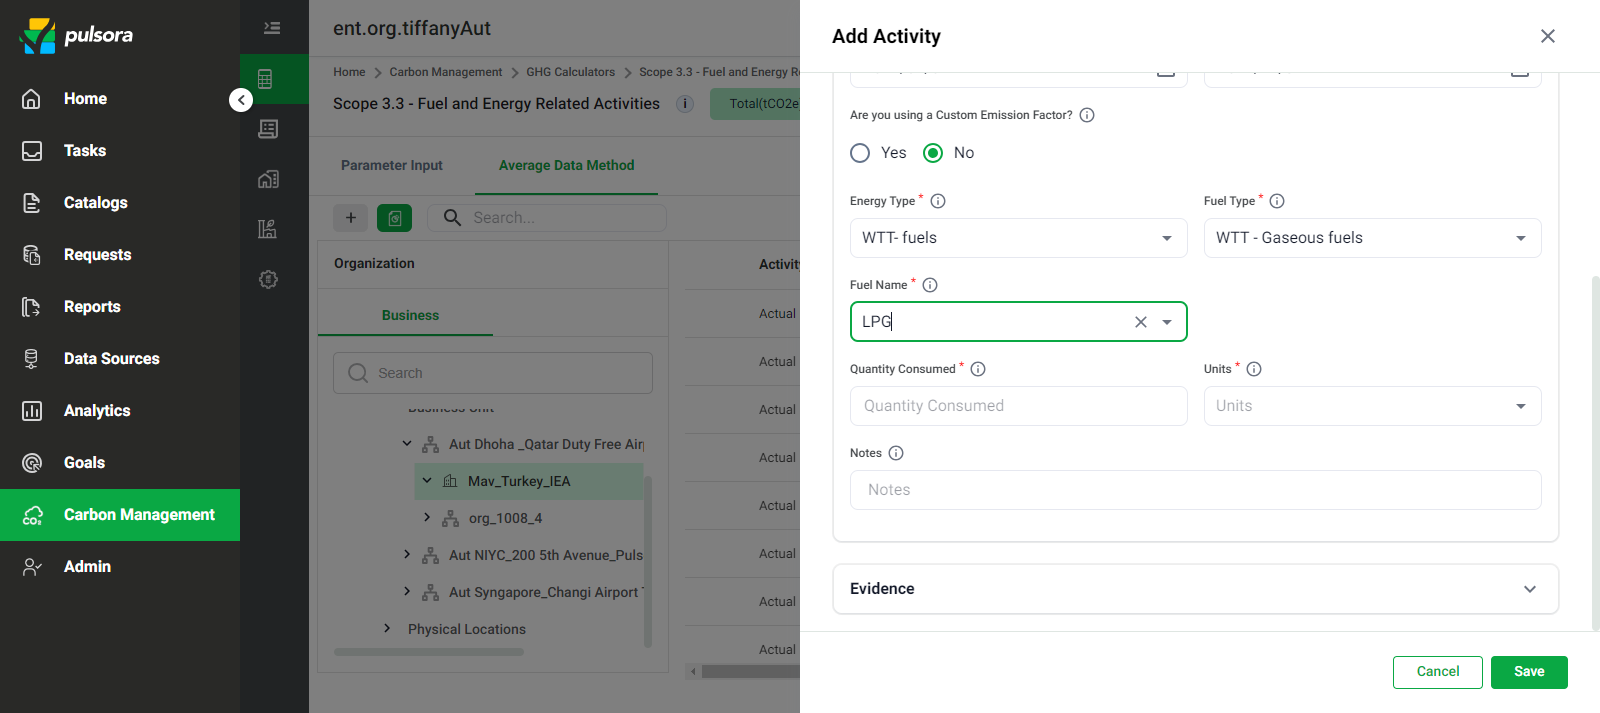 pulsora
Home
Tasks
Catalogs
Requests
Reports
Data Sources
Analytics
Goals
Carbon Management
Admin
ent.org.tiffanyAut
Home > Carbon Management > GHG Calculators > Scope 3.3 - Fuel and Energy R
Scope 3.3 - Fuel and Energy Related Activities
Total(tCO2e
Parameter Input
Average Data Method
Search...
Organization
Business
Search
Business Unit
Aut Dhoha _Qatar Duty Free Air
Mav_Turkey_IEA
org_1008_4
Aut NIYC_200 5th Avenue_Puls
Aut Syngapore_Changi Airport T
Physical Locations
Activity
Actual
Actual
Actual
Actual
Actual
Actual
Actual
Actual
Add Activity
Are you using a Custom Emission Factor?
Yes
No
Energy Type *
Fuel Type *
WTT- fuels
WTT - Gaseous fuels
Fuel Name *
LPG
Quantity Consumed *
Units *
Quantity Consumed
Units
Notes
Notes
Evidence
Cancel
Save